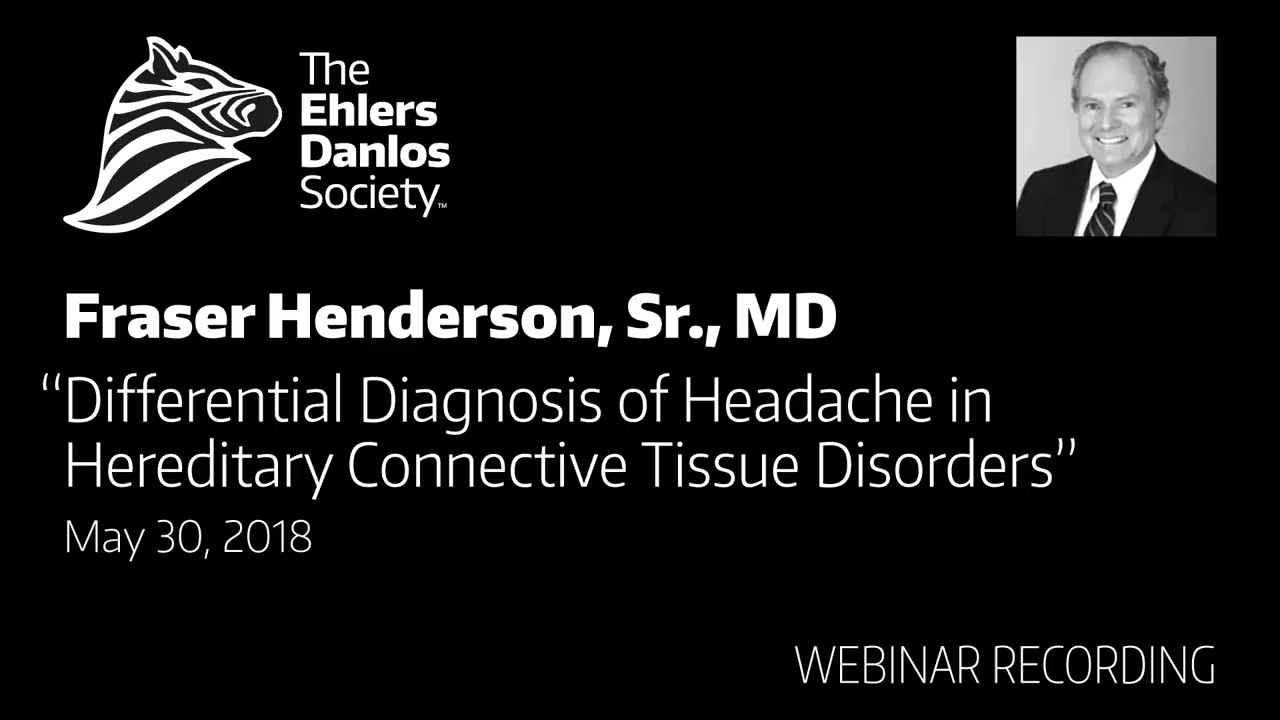 The
Ehlers
Danlos
Society™
Fraser Henderson, Sr., MD
“Differential Diagnosis of Headache in
Hereditary Connective Tissue Disorders”
May 30, 2018
WEBINAR RECORDING